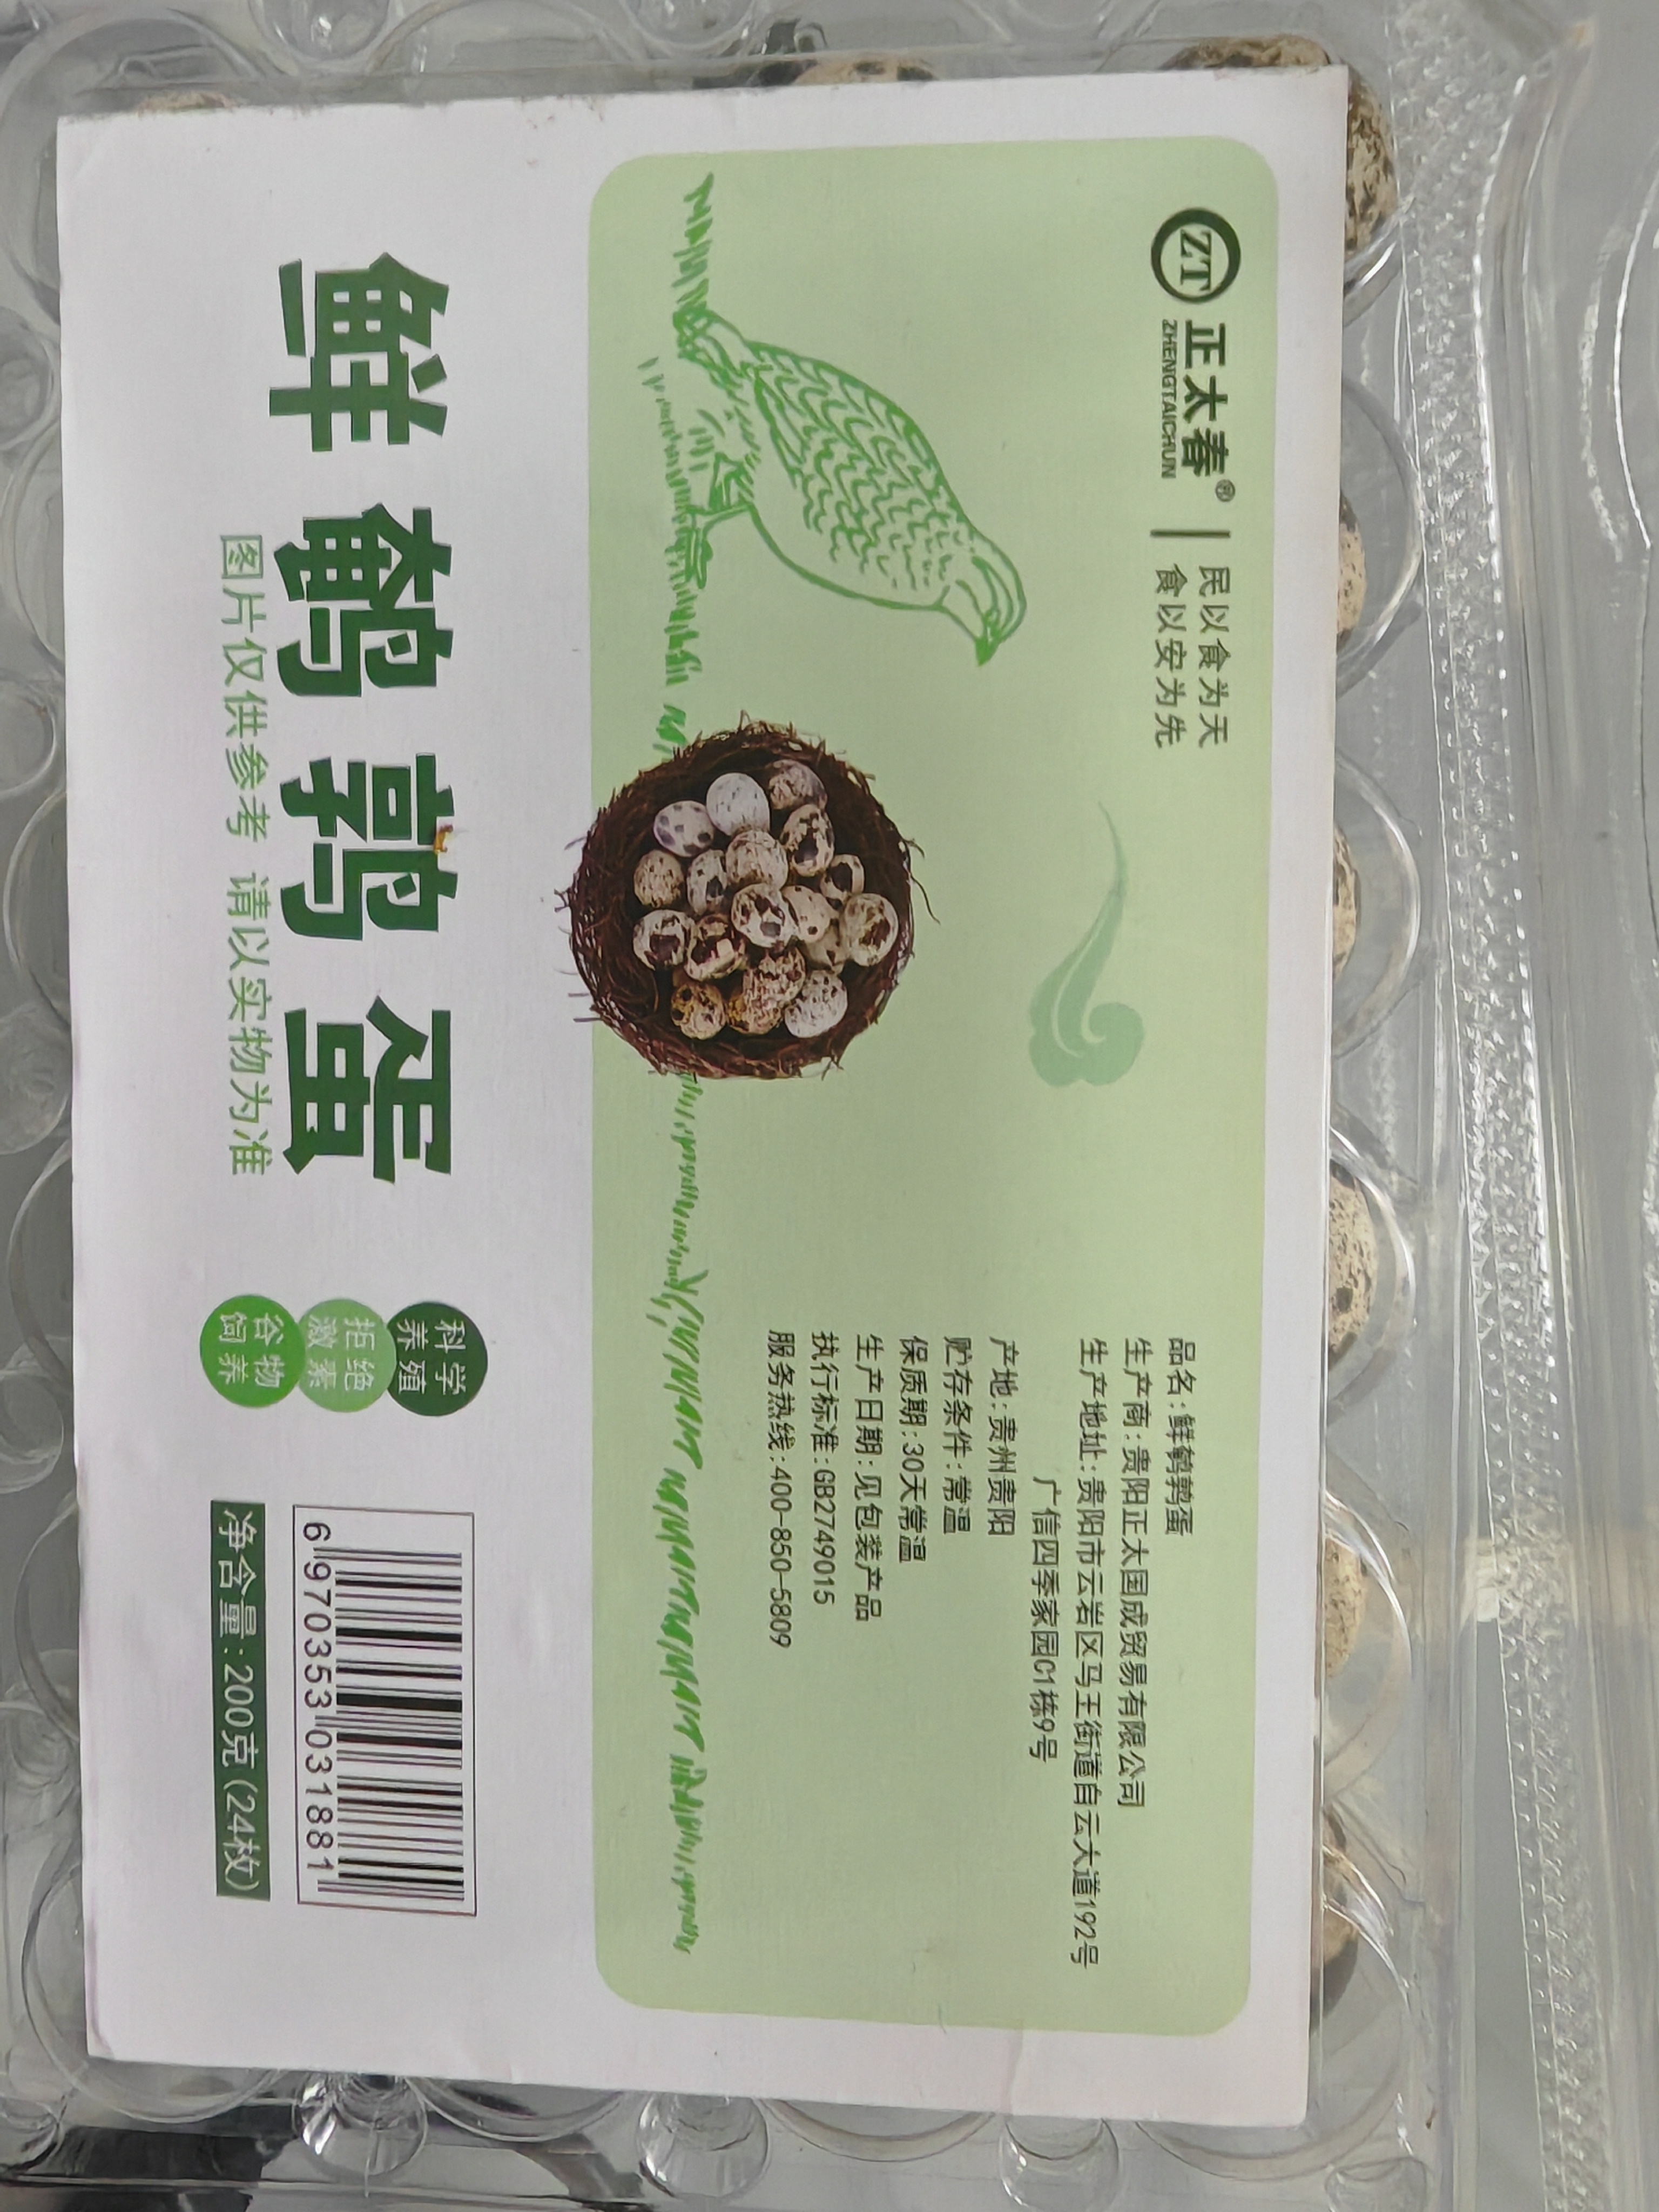 ZT
正太春®
ZHENGTAICHUN
民以食为天
食以安为先
品名:鲜鹌鹑蛋
生产商:贵阳正太国成贸易有限公司
生产地址:贵阳市云岩区马王街道白云大道192号
广信四季家园C1栋9号
产地:贵州贵阳
贮存条件:常温
保质期:30天常温
生产日期:见包装产品
执行标准:GB2749015
服务热线:400-850-5809
鲜鹌鹑蛋
图片仅供参考 请以实物为准
科学
养殖
拒绝
激素
谷物
饲养
6 970353 031881
净含量:200克(24枚)